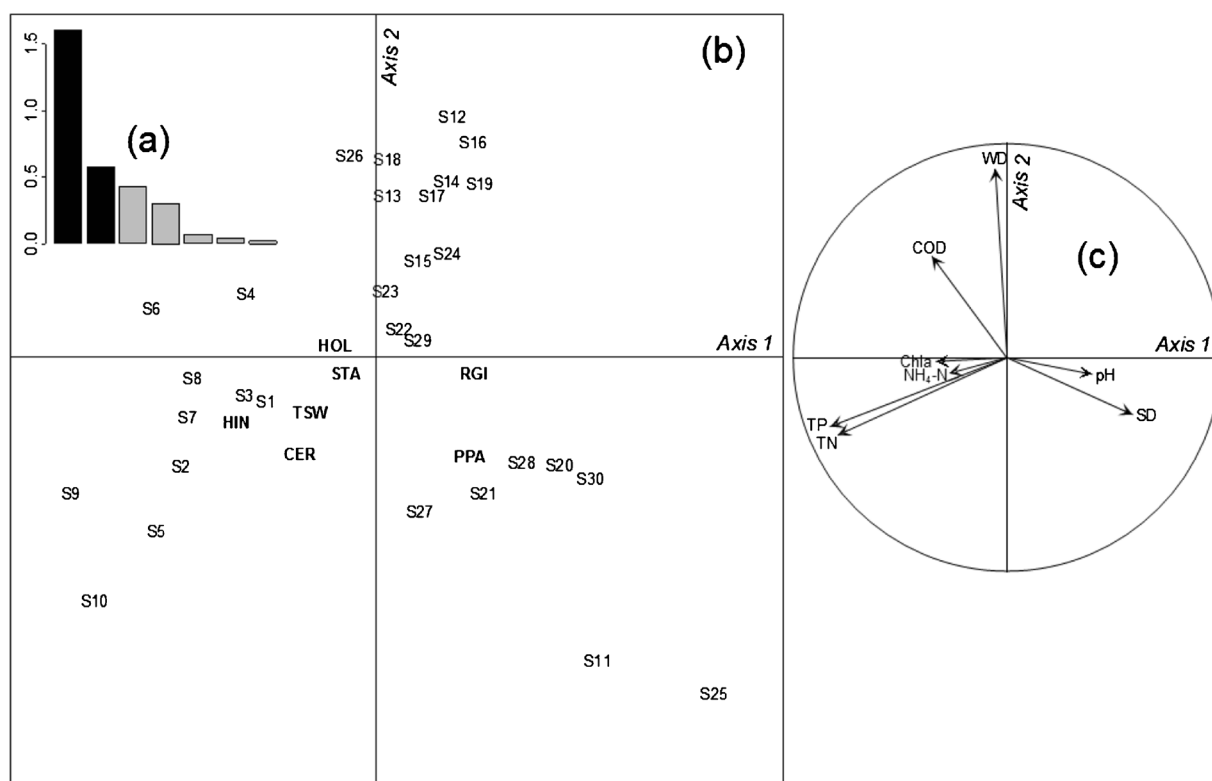 1.5
1.0
0.5
0.0
(a)
Axis 2
(b)
S12
S16
S26
S18
S14
S19
S13
S17
S15
S24
S23
S6
S4
S22
S29
HOL
Axis 1
STA
RGI
S8
S3
S1
S7
HIN
TSW
CER
S2
PPA
S28
S20
S30
S9
S21
S27
S5
S10
S11
S25
WD
Axis 2
COD
(c)
Axis 1
Chla
NH4-N
pH
SD
TP
TN